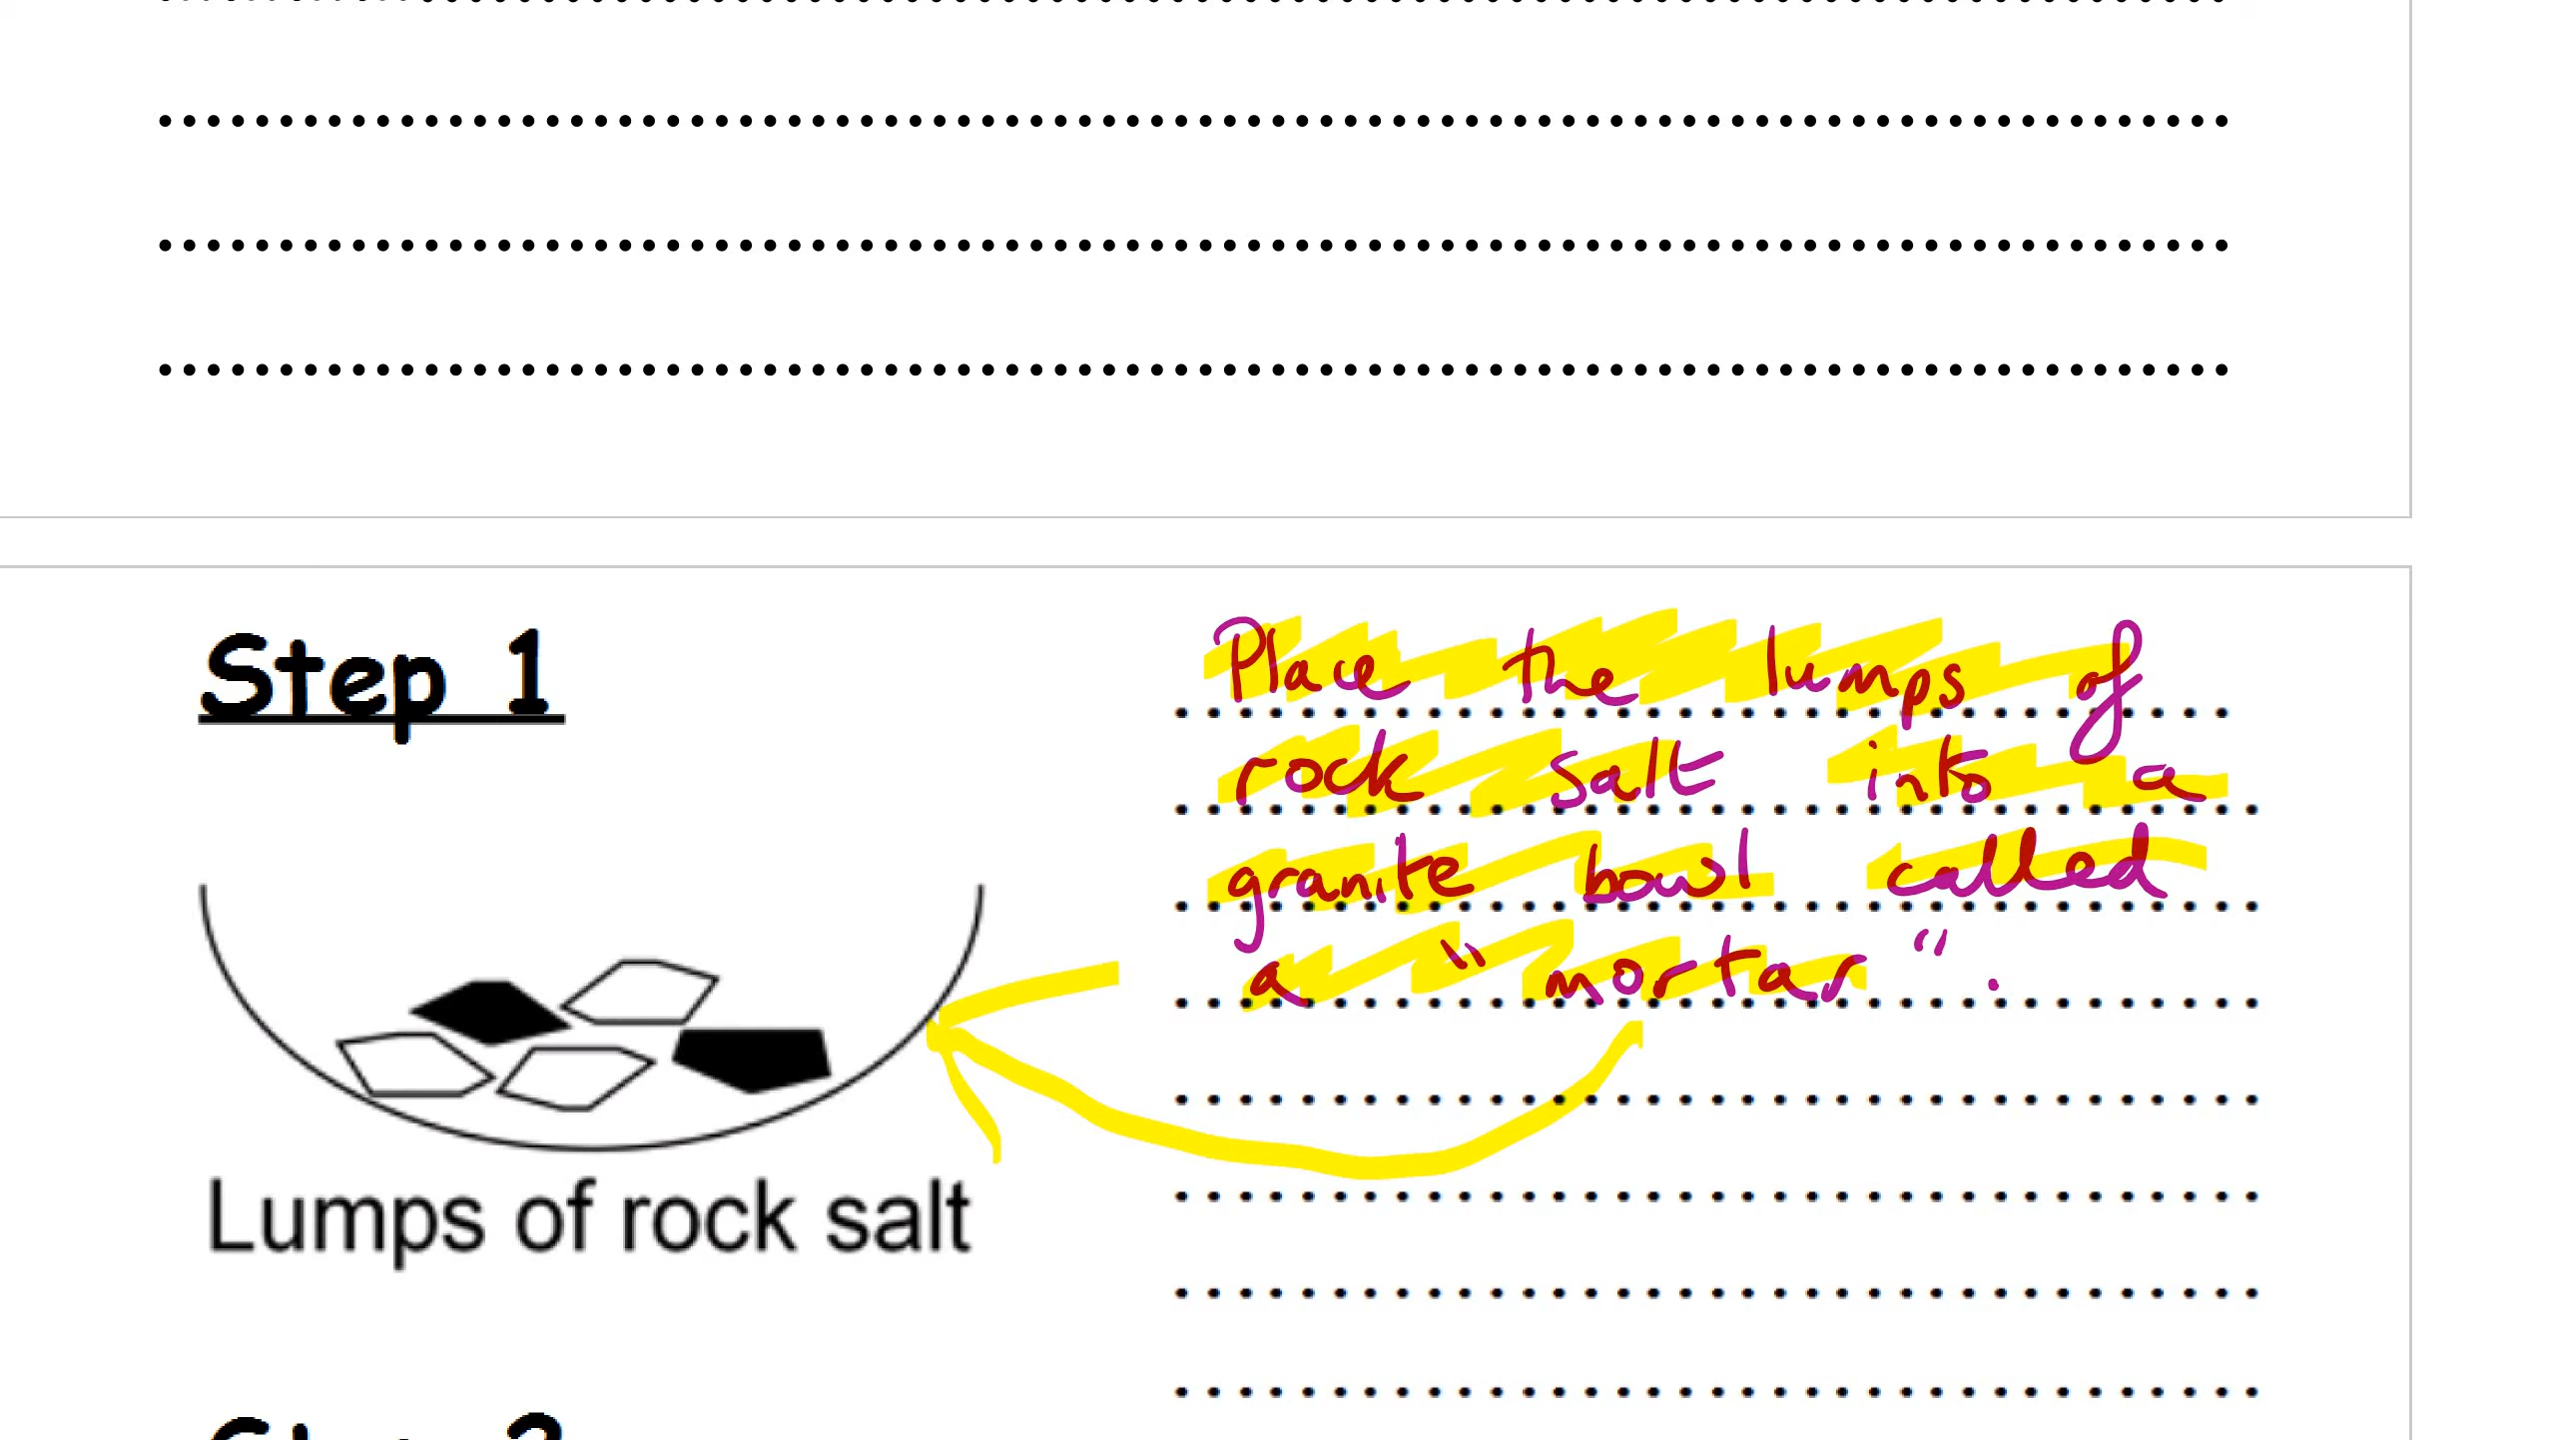 Step 1
Place the lumps of
rock salt into a
granite bowl called
a "mortar".
Lumps of rock salt